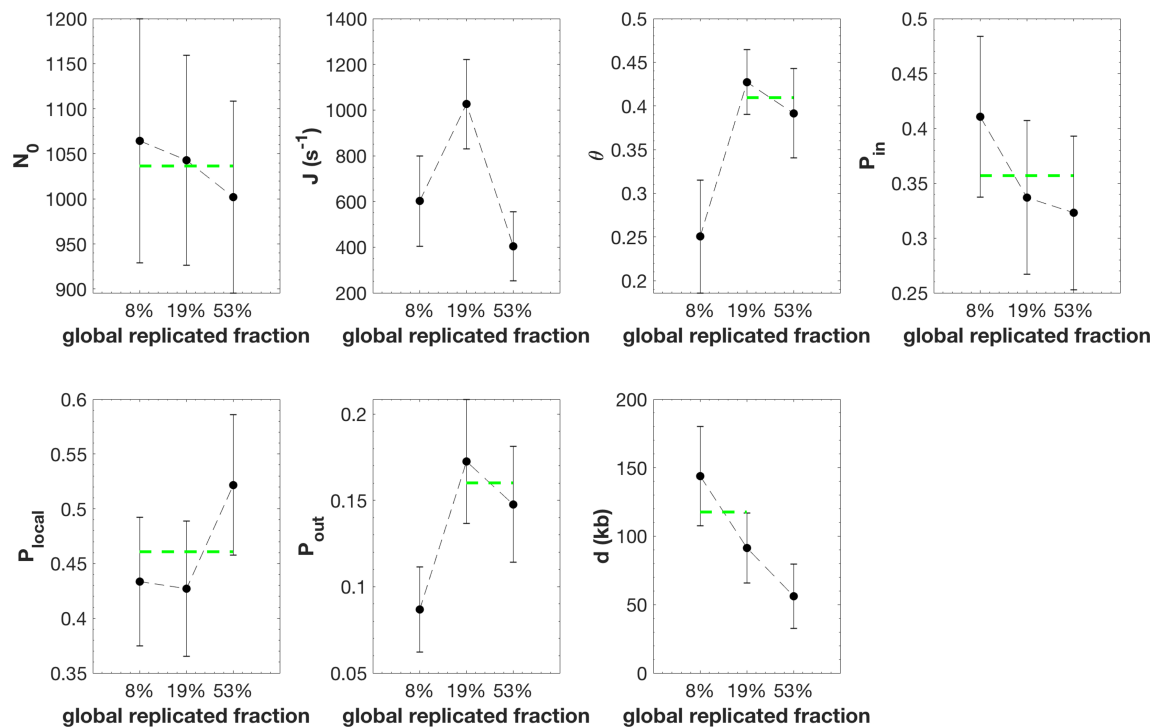 1200
1150
1100
1050
1000
950
900
N0
8% 19% 53%
global replicated fraction
1400
1200
1000
800
600
400
200
J (s-1)
8% 19% 53%
global replicated fraction
0.5
0.45
0.4
0.35
0.3
0.25
0.2
θ
8% 19% 53%
global replicated fraction
0.5
0.45
0.4
0.35
0.3
0.25
Pin
8% 19% 53%
global replicated fraction
0.6
0.55
0.5
0.45
0.4
0.35
Plocal
8% 19% 53%
global replicated fraction
0.2
0.15
0.1
0.05
Pout
8% 19% 53%
global replicated fraction
200
150
100
50
0
d (kb)
8% 19% 53%
global replicated fraction